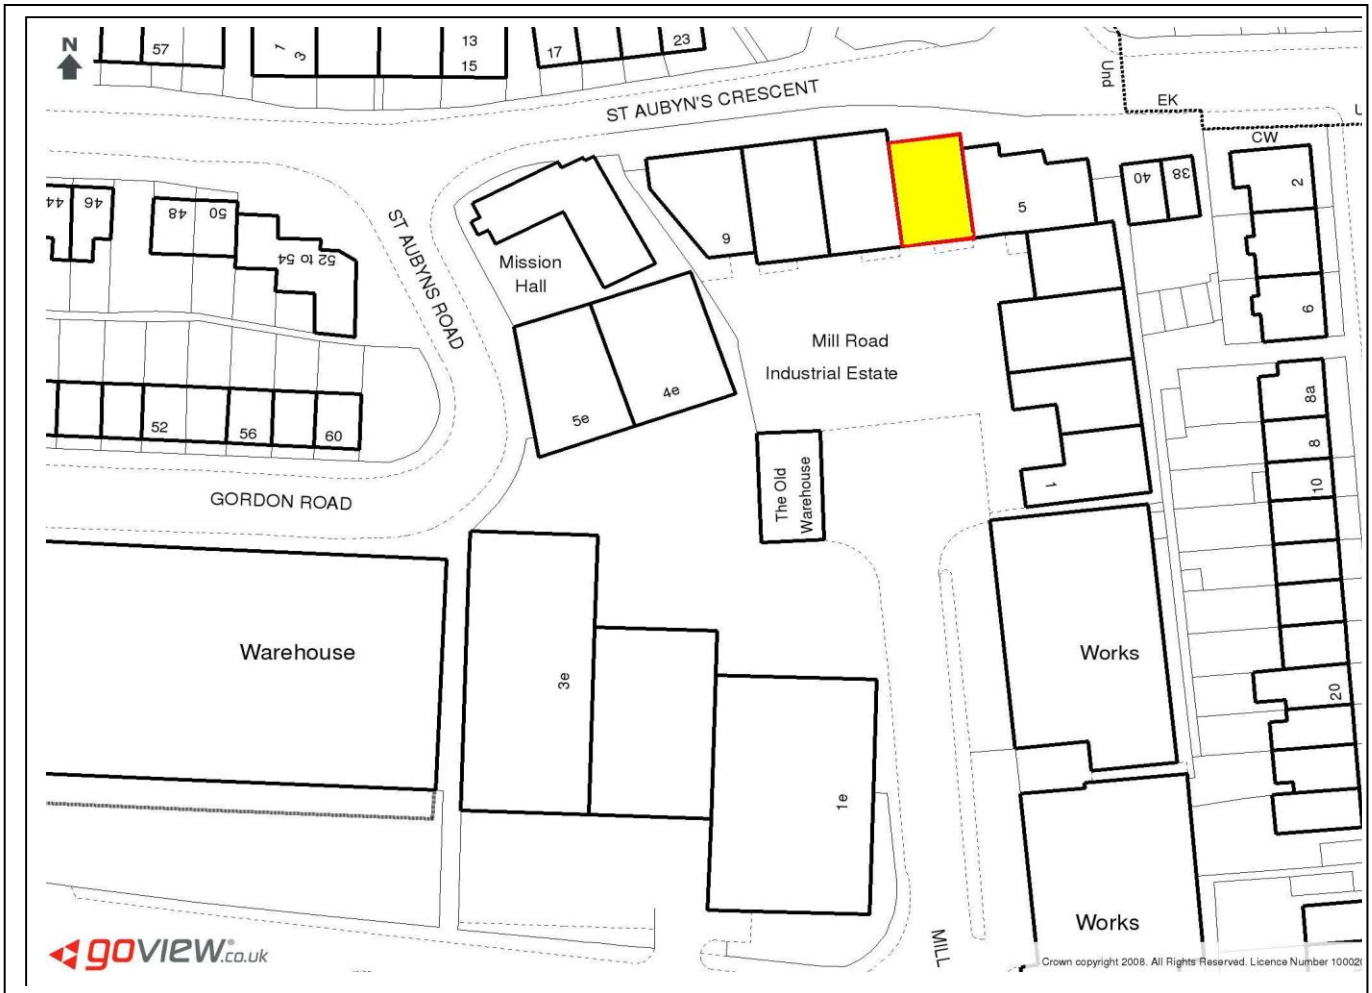 N
57
1
3
13
15
17
23
ST AUBYN'S CRESCENT
Und
EK
CW
44
46
48
50
52 to 54
ST AUBYNS ROAD
Mission
Hall
9
5
40
38
2
6
Mill Road
Industrial Estate
5e
4e
52
56
60
GORDON ROAD
The Old
Warehouse
1
8a
8
10
20
Warehouse
3e
1e
Works
Works
MILL
goview.co.uk
Crown copyright 2008. All Rights Reserved. Licence Number